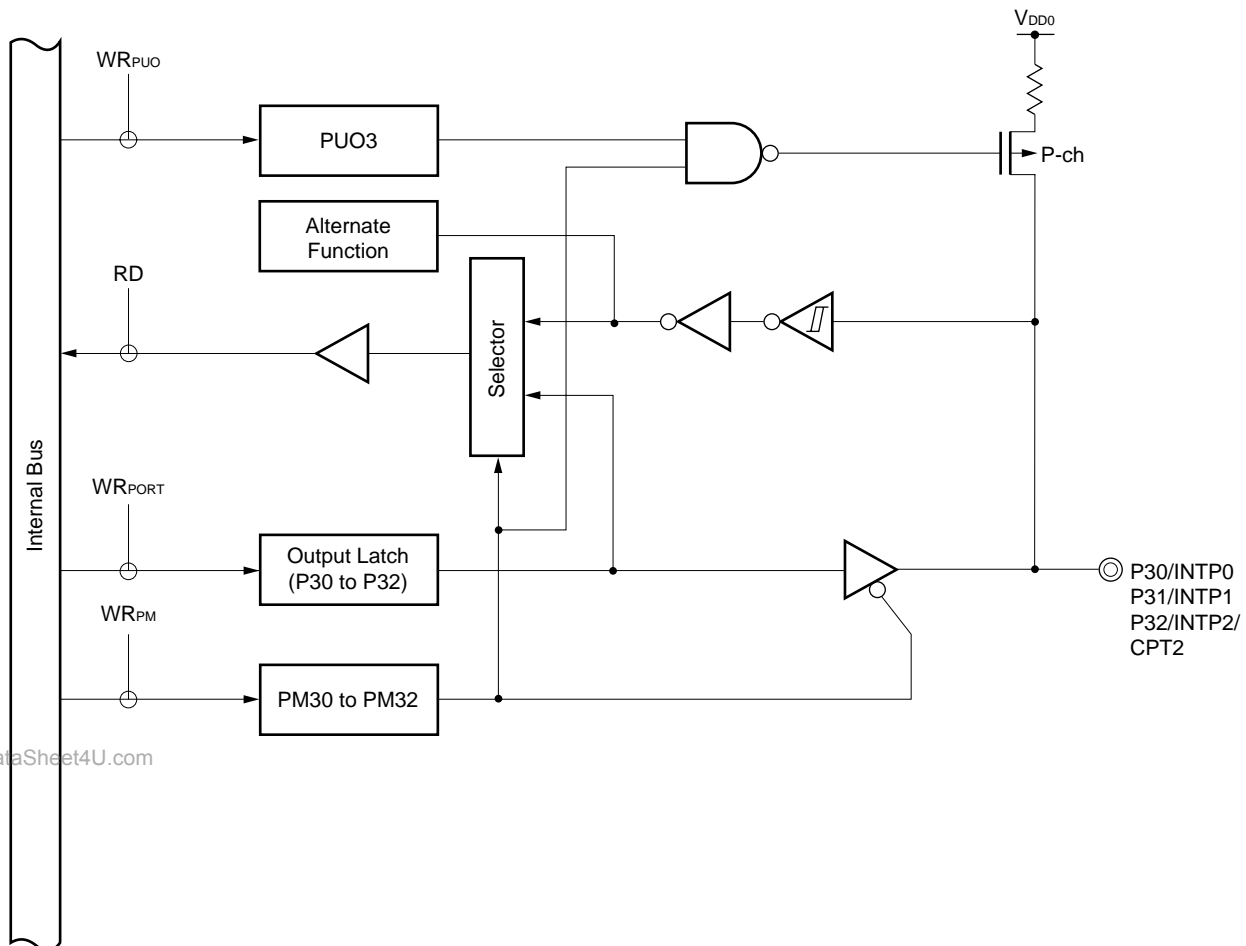 VDD0
WRPUO
PUO3
P-ch
Alternate
Function
RD
Selector
Internal Bus
WRPORT
Output Latch
(P30 to P32)
P30/INTP0
P31/INTP1
P32/INTP2/
CPT2
WRPM
PM30 to PM32
ataSheet4U.com